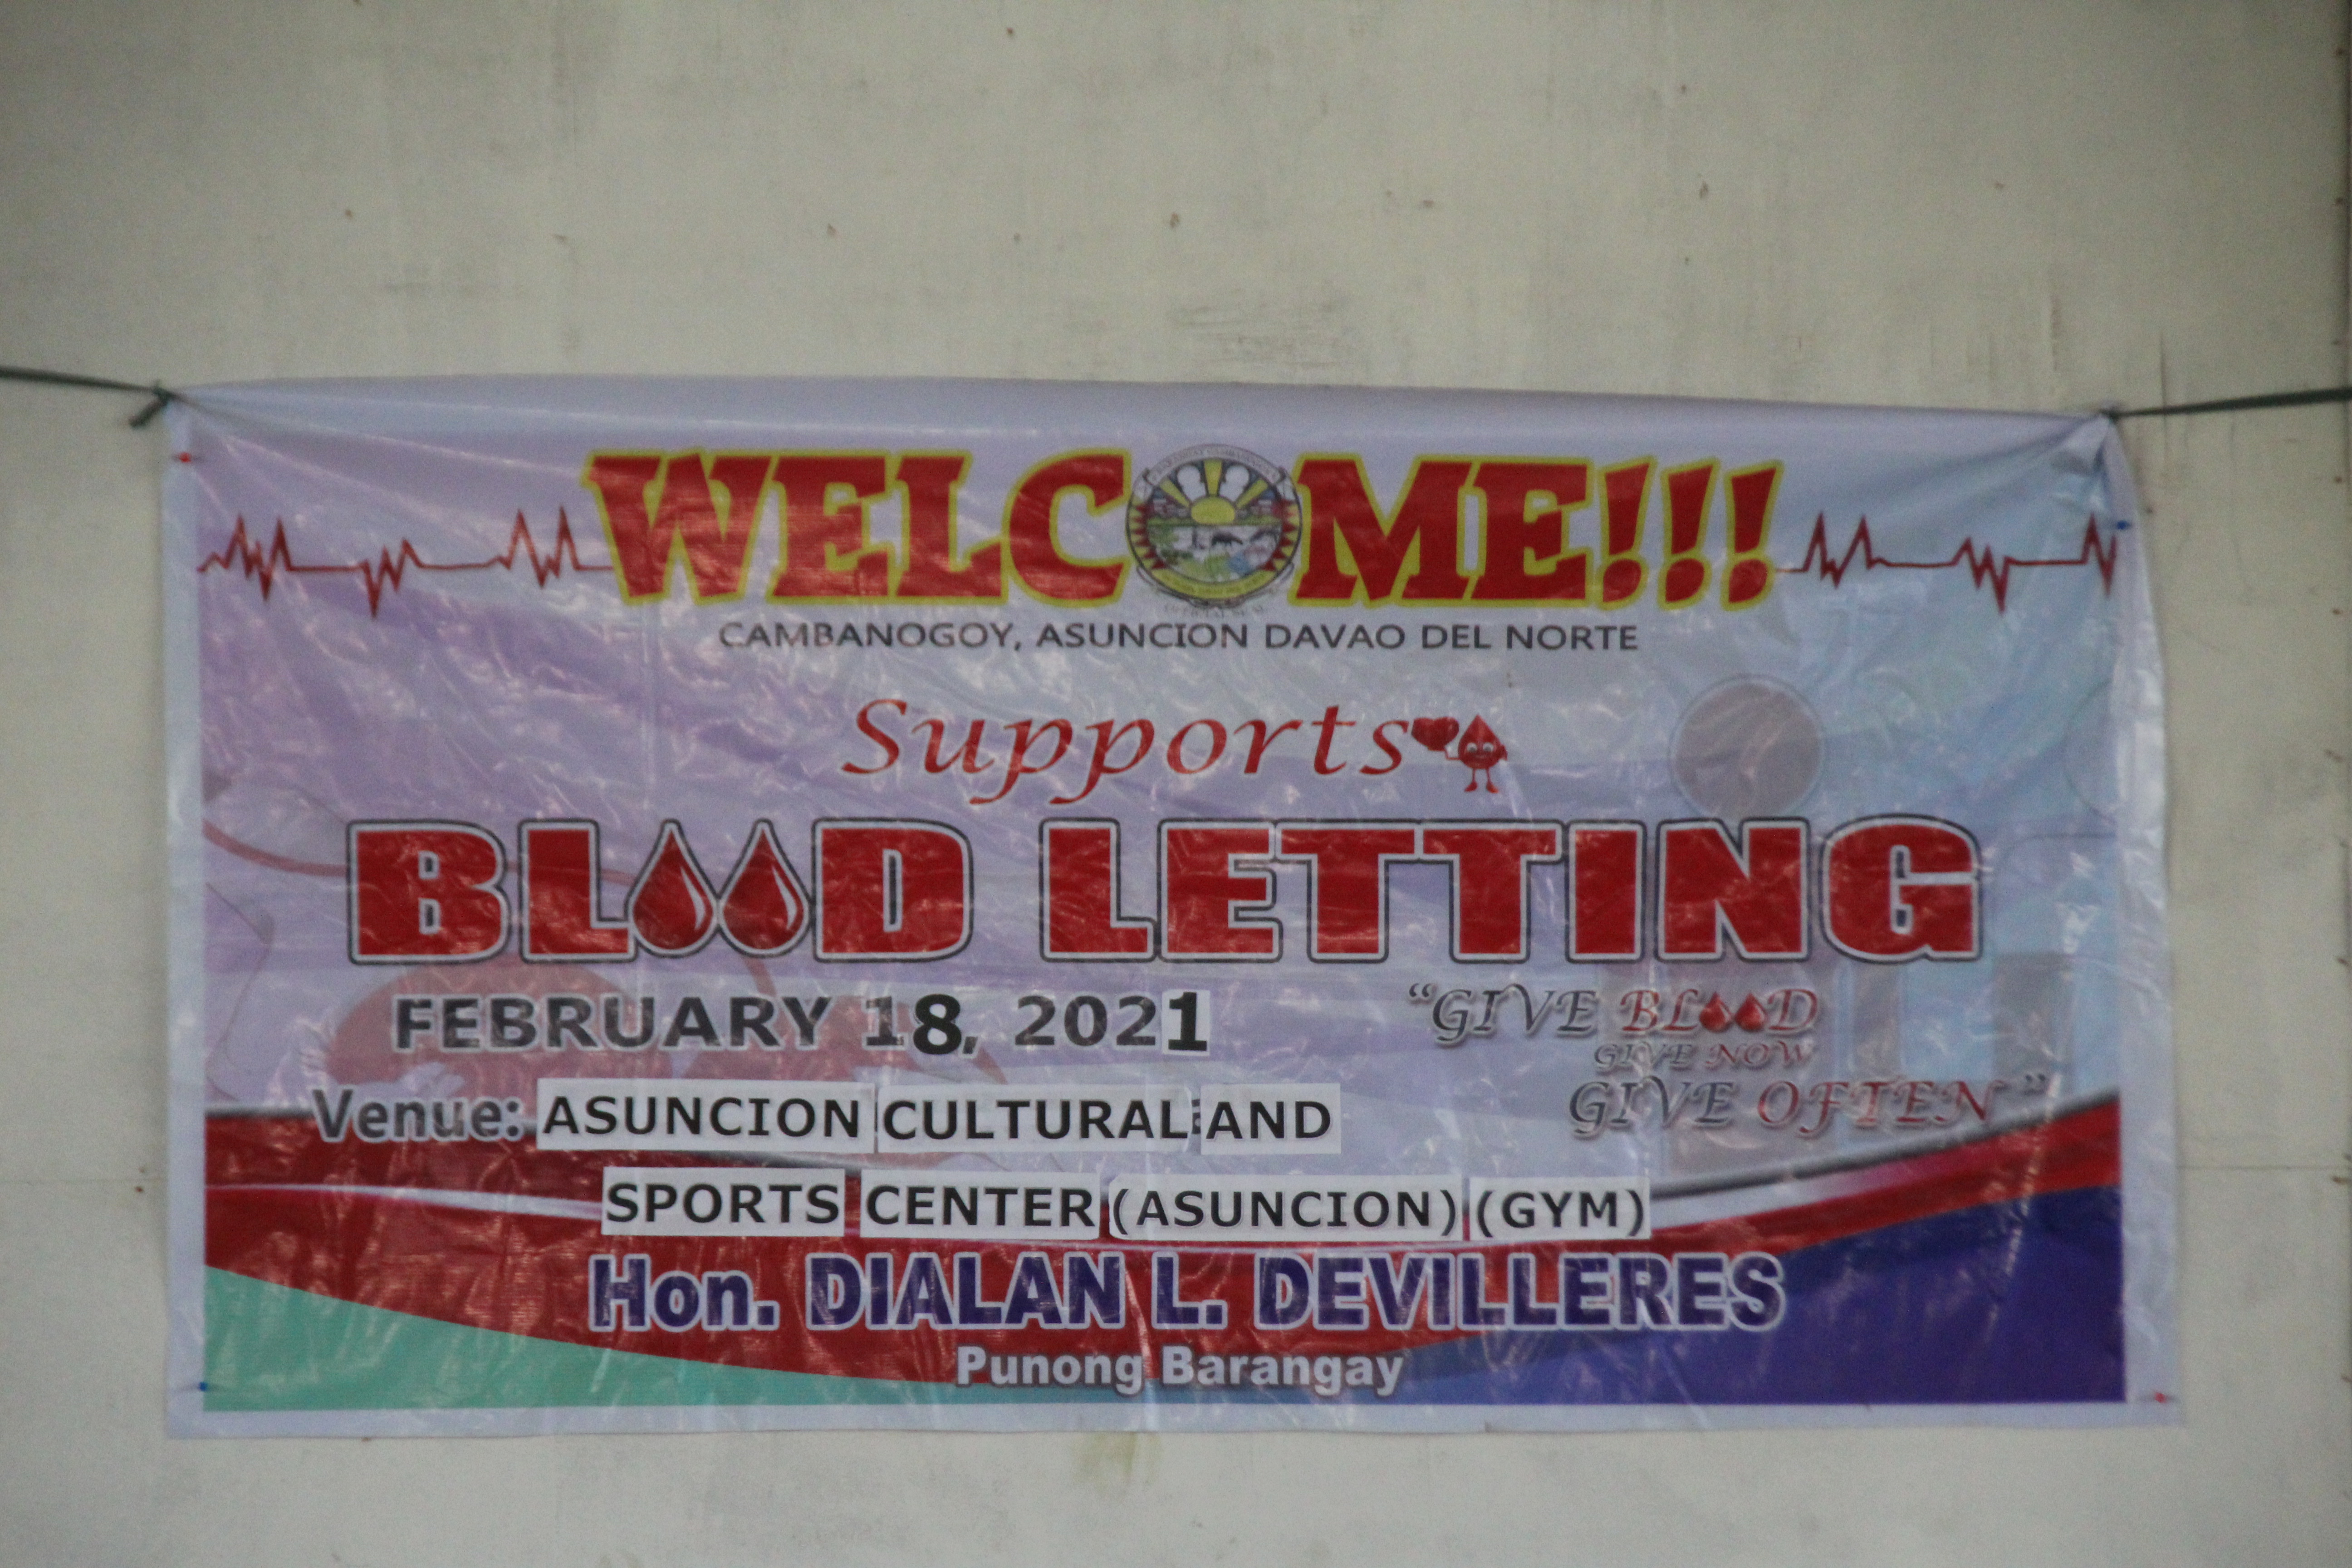 WELCOME!!!
CAMBANOGOY, ASUNCION DAVAO DEL NORTE
Supports
BLOOD LETTING
FEBRUARY 18, 2021
"GIVE BLOOD
GIVE NOW
GIVE OFTEN"
Venue: ASUNCION CULTURAL AND
SPORTS CENTER (ASUNCION) (GYM)
Hon. DIALAN L. DEVILLERES
Punong Barangay